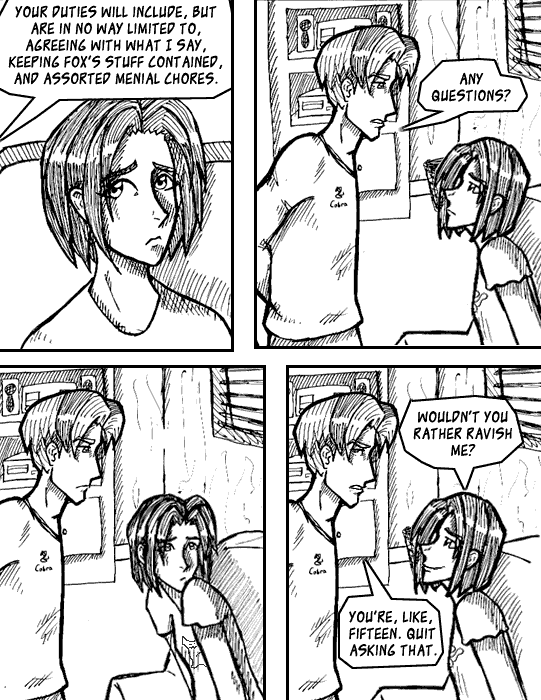 YOUR DUTIES WILL INCLUDE, BUT
ARE IN NO WAY LIMITED TO,
AGREEING WITH WHAT I SAY,
KEEPING FOX'S STUFF CONTAINED,
AND ASSORTED MENIAL CHORES.
ANY
QUESTIONS?
Cobra
Cobra
WOULDN'T YOU
RATHER RAVISH
ME?
Cobra
YOU'RE, LIKE,
FIFTEEN. QUIT
ASKING THAT.